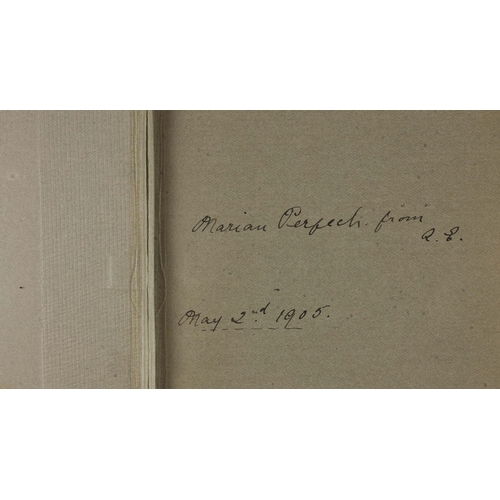 Marian Perfect. from
A. E.
May 2nd 1905.